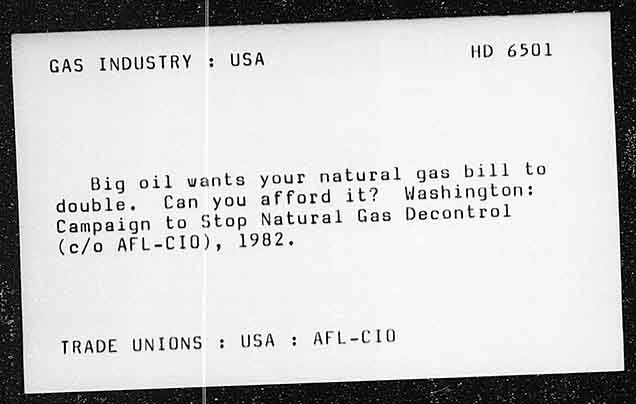 GAS INDUSTRY : USA HD 6501
Big oil wants your natural gas bill to
double. Can you afford it? Washington:
Campaign to Stop Natural Gas Decontrol
(c/o AFL-CIO), 1982.
TRADE UNIONS : USA : AFL-CIO